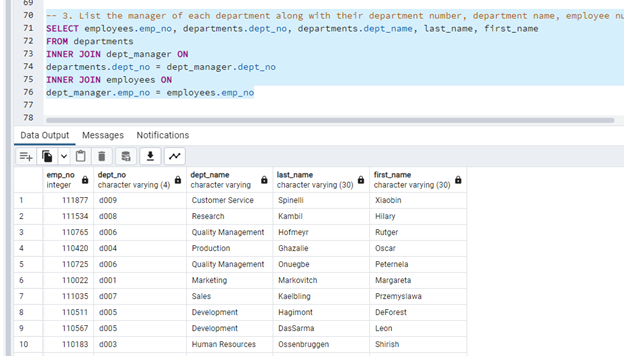 69
70 -- 3. List the manager of each department along with their department number, department name, employee nu
71 SELECT employees.emp_no, departments.dept_no, departments.dept_name, last_name, first_name
72 FROM departments
73 INNER JOIN dept_manager ON
74 departments.dept_no = dept_manager.dept_no
75 INNER JOIN employees ON
76 dept_manager.emp_no = employees.emp_no
77
78
Data Output Messages Notifications
emp_no dept_no dept_name last_name first_name
integer character varying (4) character varying character varying (30) character varying (30)
1 111877 d009 Customer Service Spinelli Xiaobin
2 111534 d008 Research Kambil Hilary
3 110765 d006 Quality Management Hofmeyr Rutger
4 110420 d004 Production Ghazalie Oscar
5 110725 d006 Quality Management Onuegbe Peternela
6 110022 d001 Marketing Markovitch Margareta
7 111035 d007 Sales Kaelbling Przemyslawa
8 110511 d005 Development Hagimont DeForest
9 110567 d005 Development DasSarma Leon
10 110183 d003 Human Resources Ossenbruggen Shirish